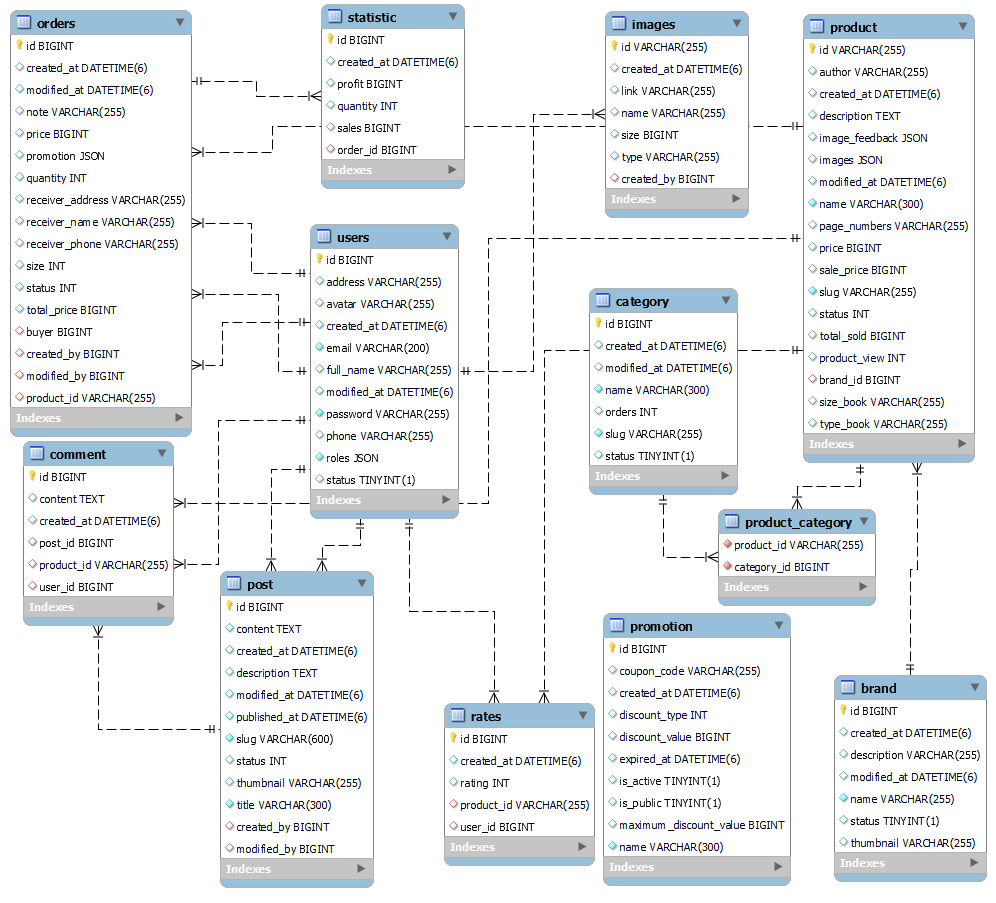 orders
id BIGINT
created_at DATETIME(6)
modified_at DATETIME(6)
note VARCHAR(255)
price BIGINT
promotion JSON
quantity INT
receiver_address VARCHAR(255)
receiver_name VARCHAR(255)
receiver_phone VARCHAR(255)
size INT
status INT
total_price BIGINT
buyer BIGINT
created_by BIGINT
modified_by BIGINT
product_id VARCHAR(255)
Indexes
statistic
id BIGINT
created_at DATETIME(6)
profit BIGINT
quantity INT
sales BIGINT
order_id BIGINT
Indexes
images
id VARCHAR(255)
created_at DATETIME(6)
link VARCHAR(255)
name VARCHAR(255)
size BIGINT
type VARCHAR(255)
created_by BIGINT
Indexes
product
id VARCHAR(255)
author VARCHAR(255)
created_at DATETIME(6)
description TEXT
image_feedback JSON
images JSON
modified_at DATETIME(6)
name VARCHAR(300)
page_numbers VARCHAR(255)
price BIGINT
sale_price BIGINT
slug VARCHAR(255)
status INT
total_sold BIGINT
product_view INT
brand_id BIGINT
size_book VARCHAR(255)
type_book VARCHAR(255)
Indexes
users
id BIGINT
address VARCHAR(255)
avatar VARCHAR(255)
created_at DATETIME(6)
email VARCHAR(200)
full_name VARCHAR(255)
modified_at DATETIME(6)
password VARCHAR(255)
phone VARCHAR(255)
roles JSON
status TINYINT(1)
Indexes
category
id BIGINT
created_at DATETIME(6)
modified_at DATETIME(6)
name VARCHAR(300)
orders INT
slug VARCHAR(255)
status TINYINT(1)
Indexes
comment
id BIGINT
content TEXT
created_at DATETIME(6)
post_id BIGINT
product_id VARCHAR(255)
user_id BIGINT
Indexes
product_category
product_id VARCHAR(255)
category_id BIGINT
Indexes
post
id BIGINT
content TEXT
created_at DATETIME(6)
description TEXT
modified_at DATETIME(6)
published_at DATETIME(6)
slug VARCHAR(600)
status INT
thumbnail VARCHAR(255)
title VARCHAR(300)
created_by BIGINT
modified_by BIGINT
Indexes
rates
id BIGINT
created_at DATETIME(6)
rating INT
product_id VARCHAR(255)
user_id BIGINT
Indexes
promotion
id BIGINT
coupon_code VARCHAR(255)
created_at DATETIME(6)
discount_type INT
discount_value BIGINT
expired_at DATETIME(6)
is_active TINYINT(1)
is_public TINYINT(1)
maximum_discount_value BIGINT
name VARCHAR(300)
Indexes
brand
id BIGINT
created_at DATETIME(6)
description VARCHAR(255)
modified_at DATETIME(6)
name VARCHAR(255)
status TINYINT(1)
thumbnail VARCHAR(255)
Indexes